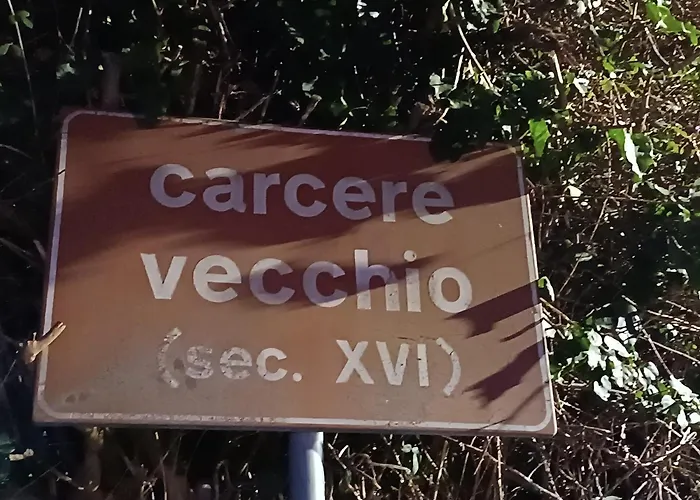 carcere
vecchio
(sec. XVI)